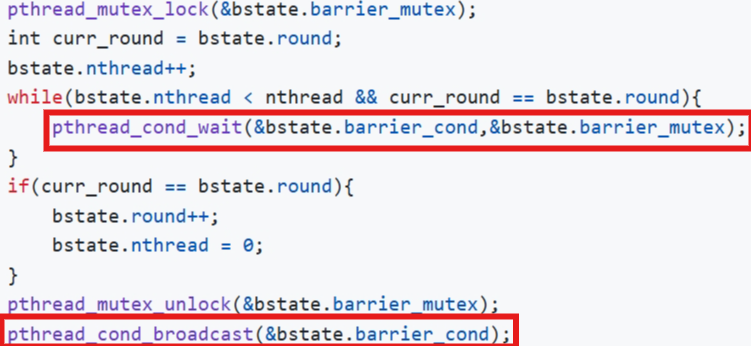 pthread_mutex_lock(&bstate.barrier_mutex);
int curr_round = bstate.round;
bstate.nthread++;
while(bstate.nthread < nthread && curr_round == bstate.round){
    pthread_cond_wait(&bstate.barrier_cond,&bstate.barrier_mutex);
}
if(curr_round == bstate.round){
    bstate.round++;
    bstate.nthread = 0;
}
pthread_mutex_unlock(&bstate.barrier_mutex);
pthread_cond_broadcast(&bstate.barrier_cond);